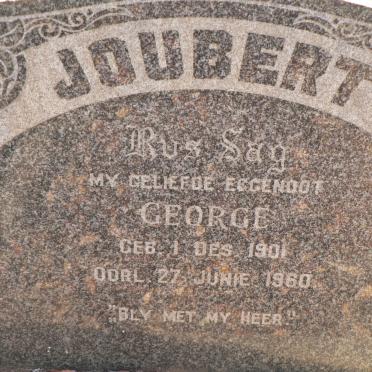 JOUBERT
Rus Sag
MY GELIEFDE EGGENOOT
GEORGE
GEB. 1 DES. 1901
OORL. 27 JUNIE 1960
„BLY MET MY HEER"